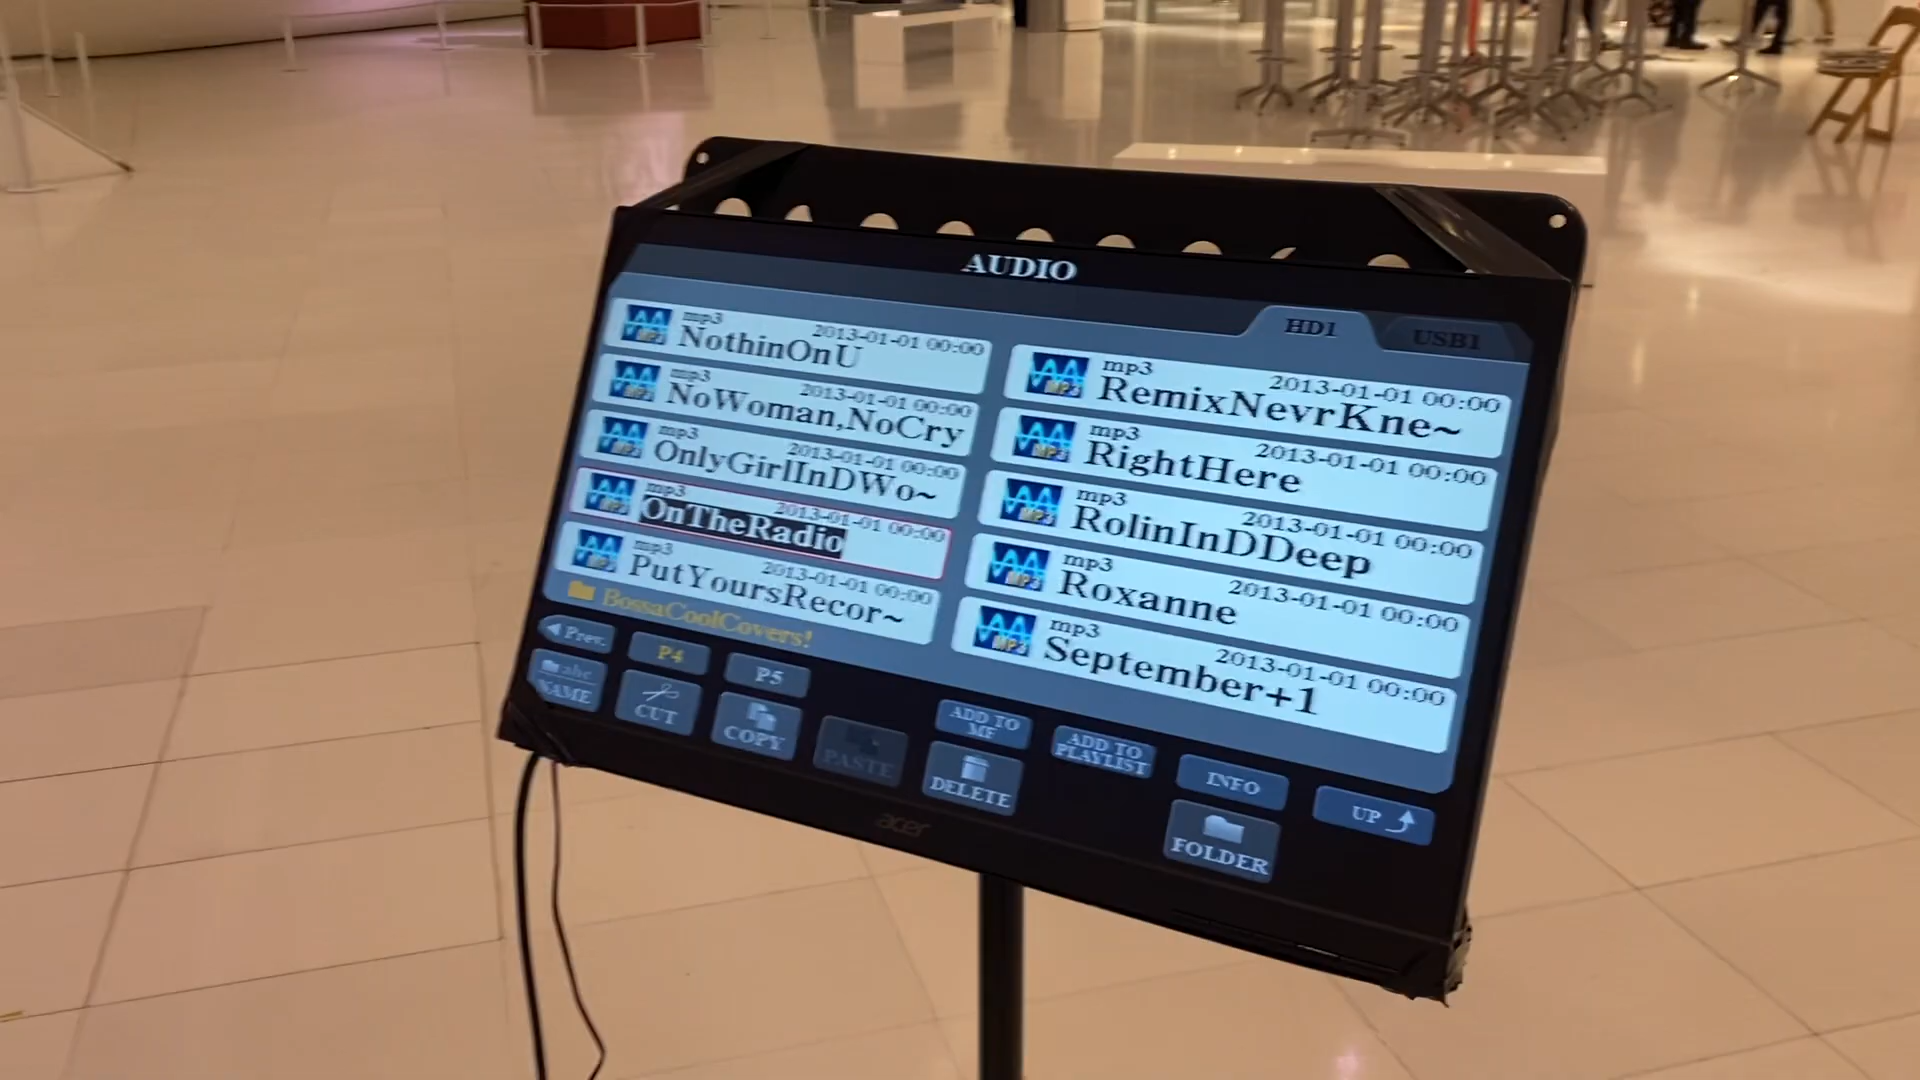 AUDIO
HD1
USB1
mp3
2013-01-01 00:00
NothinOnU
mp3
2013-01-01 00:00
NoWoman,NoCry
mp3
2013-01-01 00:00
OnlyGirlInDWo~
mp3
2013-01-01 00:00
OnTheRadio
mp3
2013-01-01 00:00
PutYoursRecor~
mp3
2013-01-01 00:00
RemixNevrKne~
mp3
2013-01-01 00:00
RightHere
mp3
2013-01-01 00:00
RolinInDDeep
mp3
2013-01-01 00:00
Roxanne
mp3
2013-01-01 00:00
September+1
BossaCoolCovers!
Prev.
P4
P5
abc
NAME
CUT
COPY
PASTE
ADD TO
MF
DELETE
ADD TO
PLAYLIST
INFO
FOLDER
UP
acer